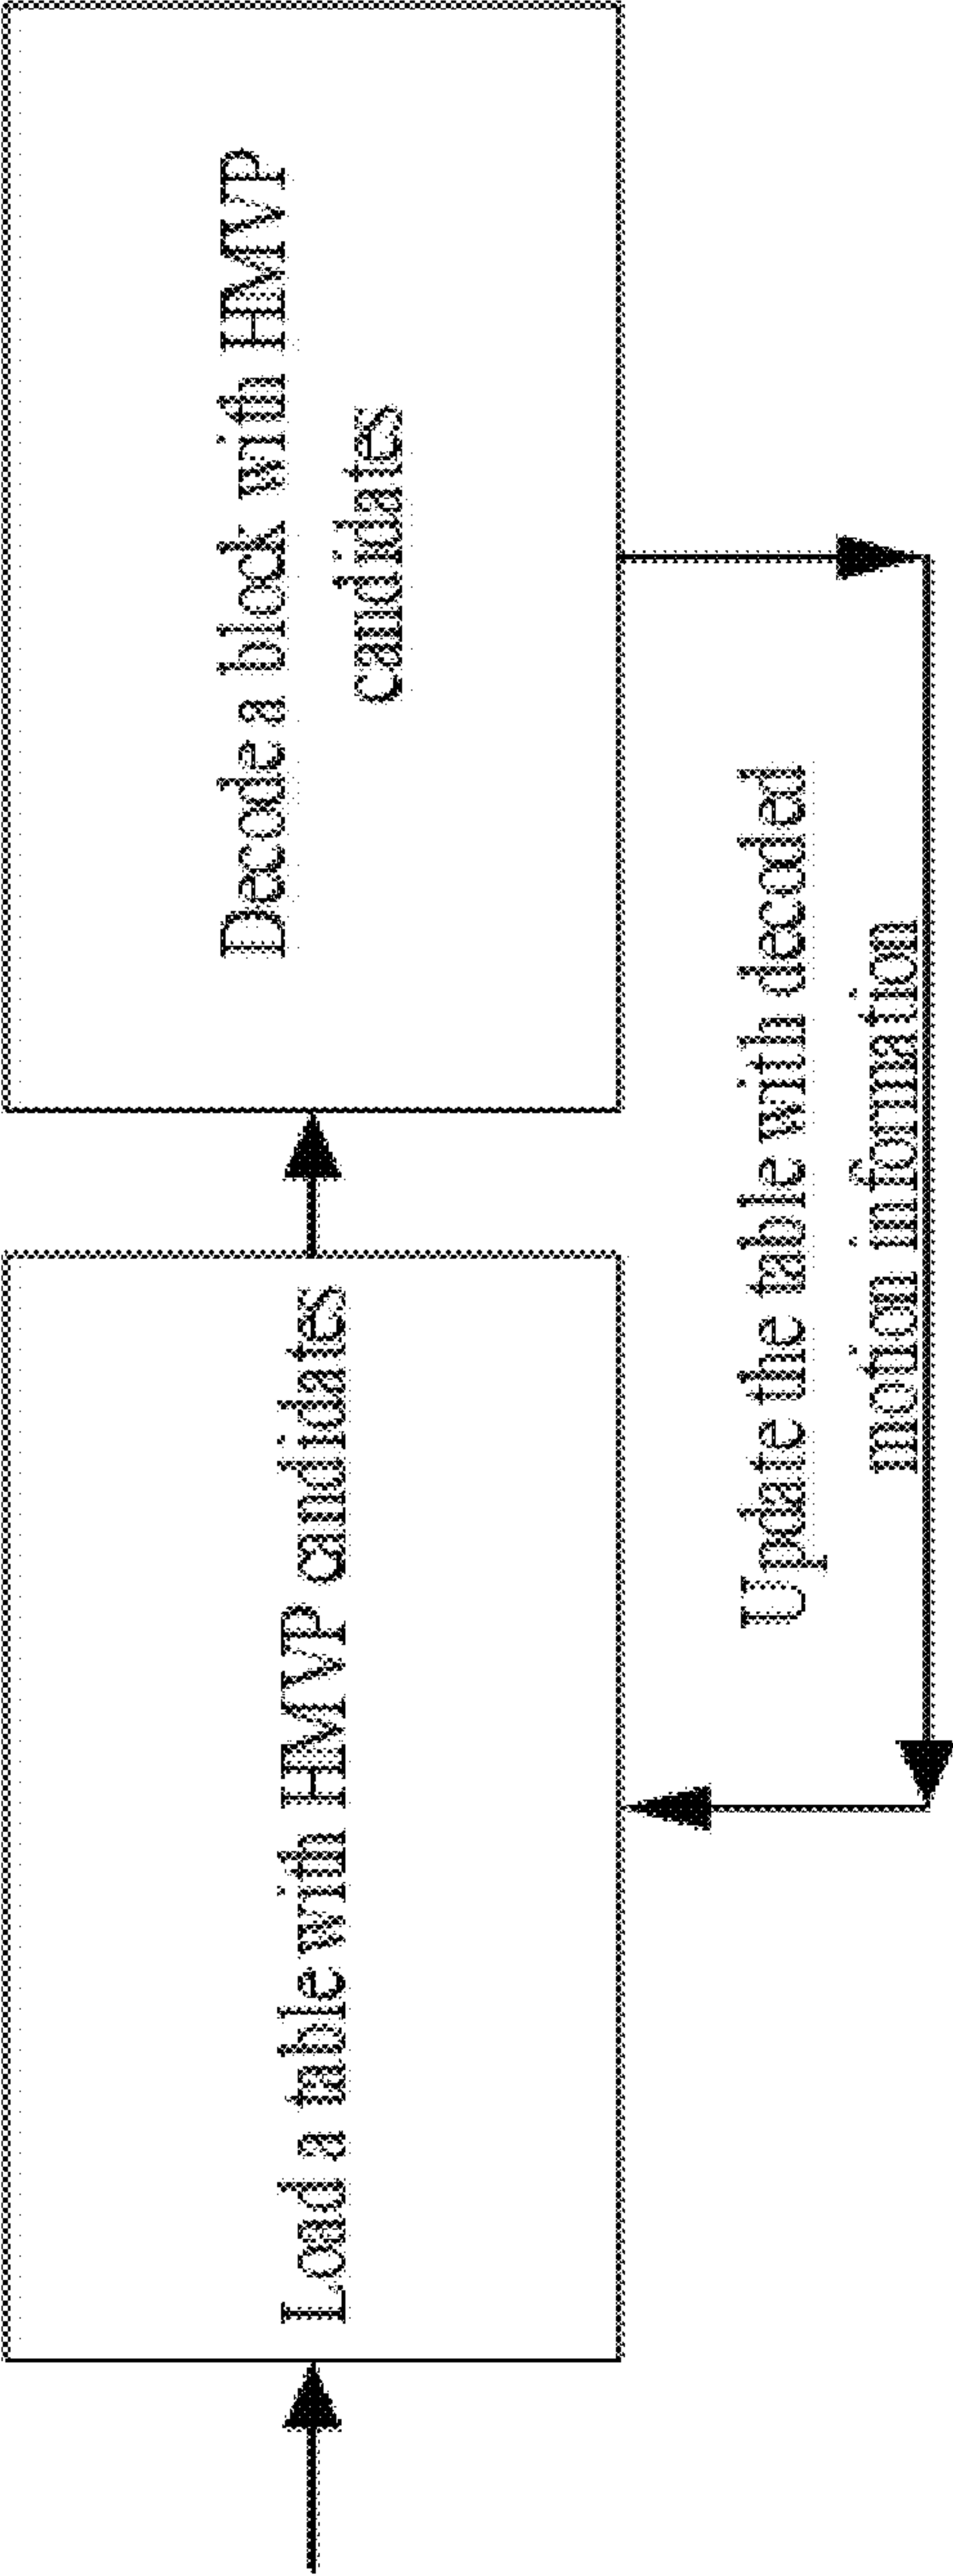 Load a table with HMVP candidates
Decode a block with HMVP
candidates
Update the table with decoded
motion information